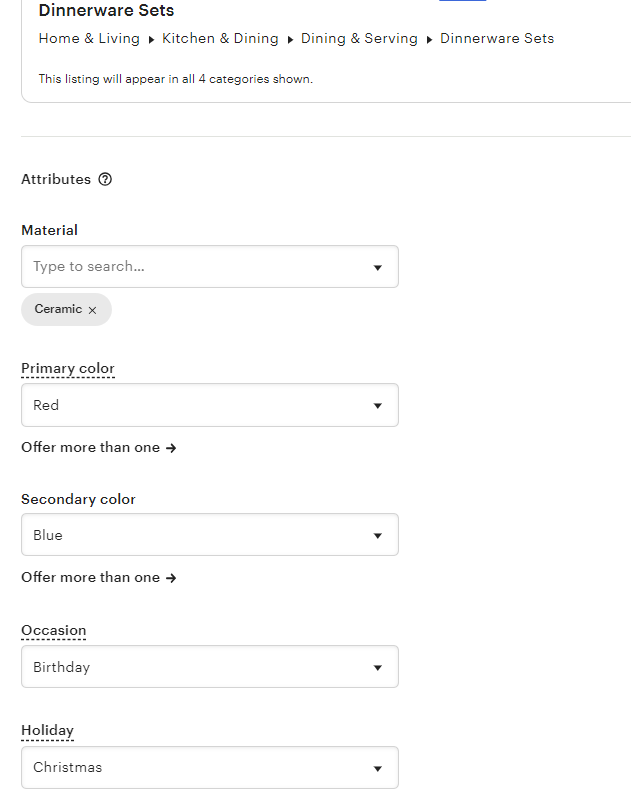 Dinnerware Sets
Home & Living ▸ Kitchen & Dining ▸ Dining & Serving ▸ Dinnerware Sets
This listing will appear in all 4 categories shown.
Attributes ?
Material
Type to search...
Ceramic ×
Primary color
Red
Offer more than one →
Secondary color
Blue
Offer more than one →
Occasion
Birthday
Holiday
Christmas